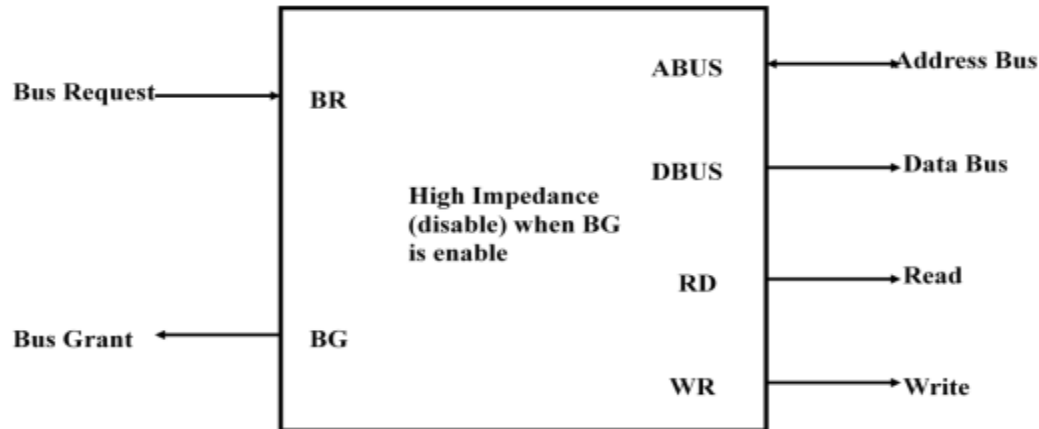 Bus Request
BR
ABUS
Address Bus
DBUS
Data Bus
High Impedance
(disable) when BG
is enable
RD
Read
Bus Grant
BG
WR
Write